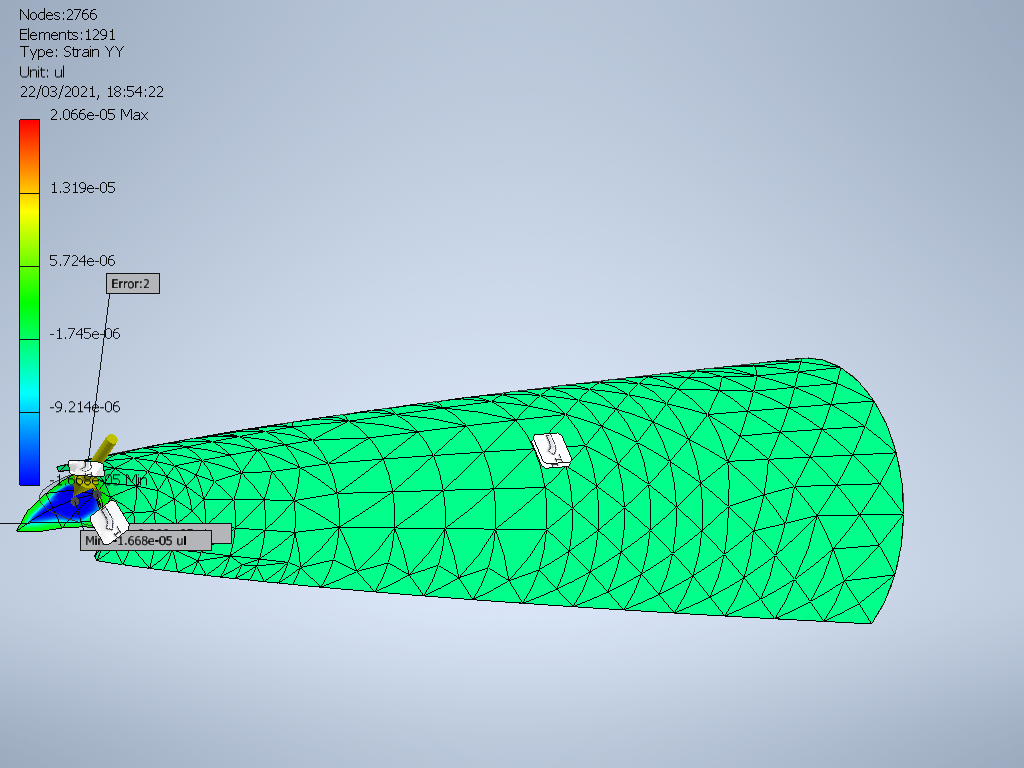 Nodes:2766
Elements:1291
Type: Strain YY
Unit: ul
22/03/2021, 18:54:22
2.066e-05 Max
1.319e-05
5.724e-06
Error:2
-1.745e-06
-9.214e-06
-1.668e-05 Min
-1.668e-05 ul